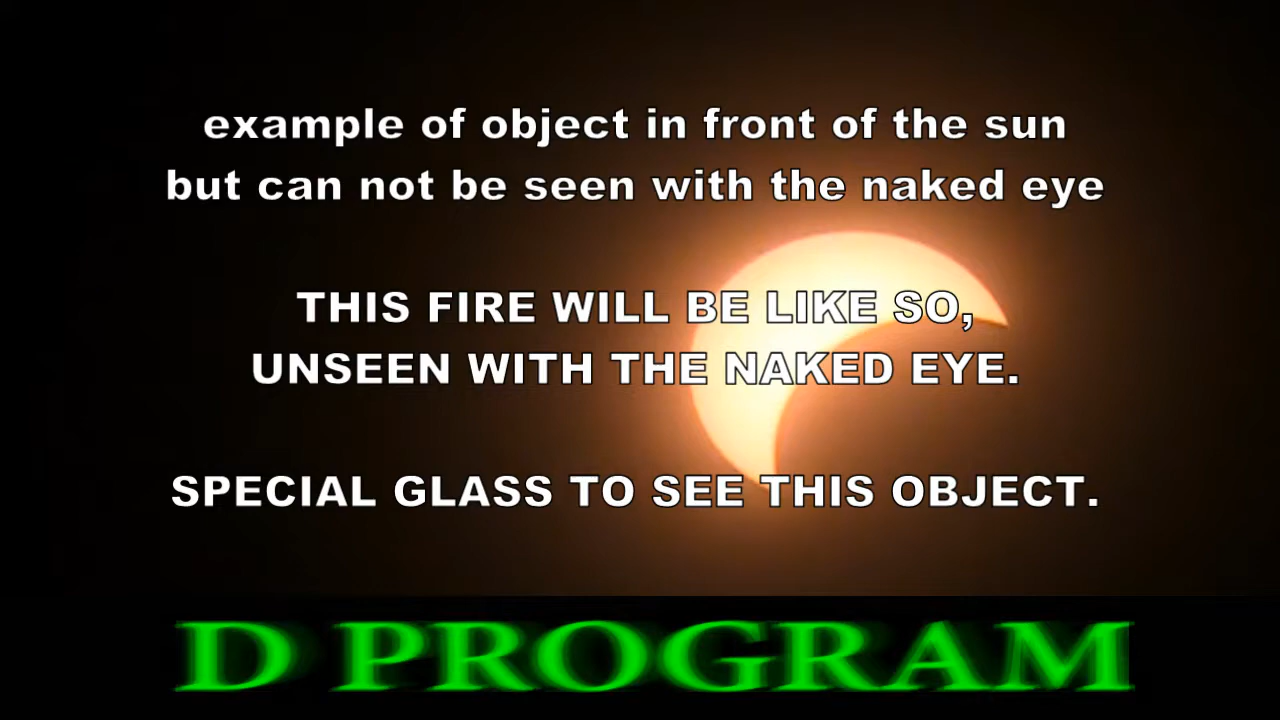 example of object in front of the sun
but can not be seen with the naked eye
THIS FIRE WILL BE LIKE SO,
UNSEEN WITH THE NAKED EYE.
SPECIAL GLASS TO SEE THIS OBJECT.
D PROGRAM